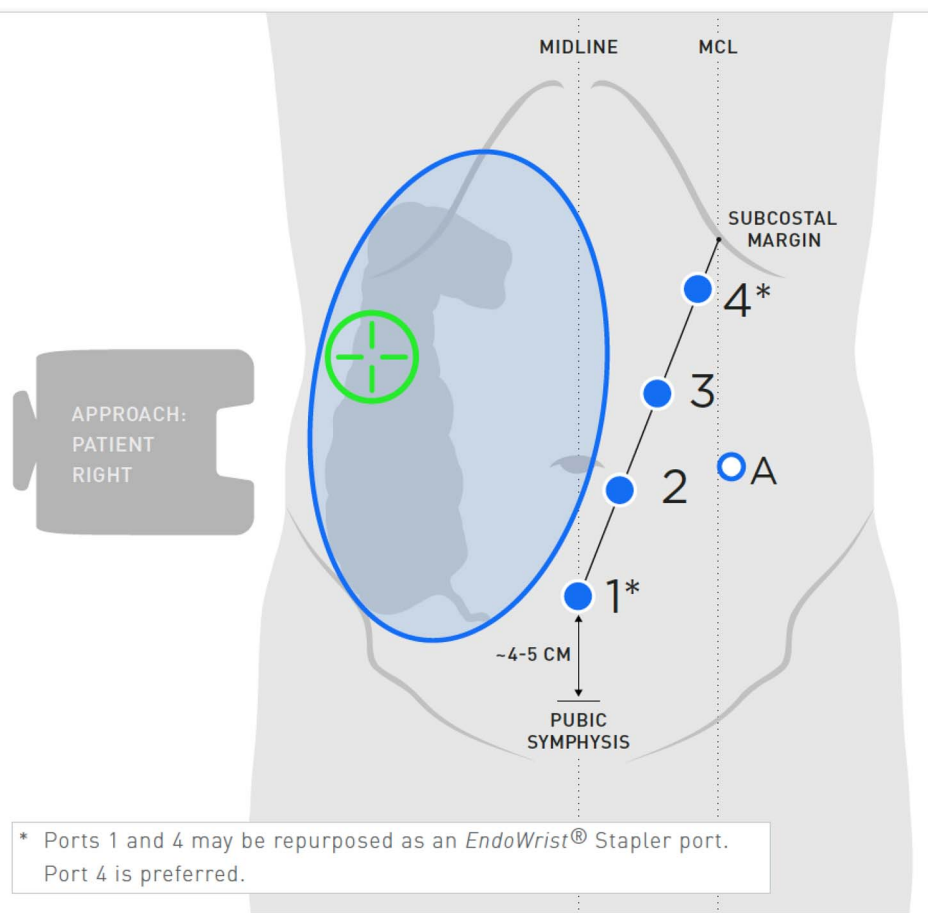 MIDLINE
MCL
SUBCOSTAL
MARGIN
4*
3
APPROACH:
PATIENT
RIGHT
A
2
1*
~4-5 CM
PUBIC
SYMPHYSIS
* Ports 1 and 4 may be repurposed as an EndoWrist® Stapler port.
Port 4 is preferred.